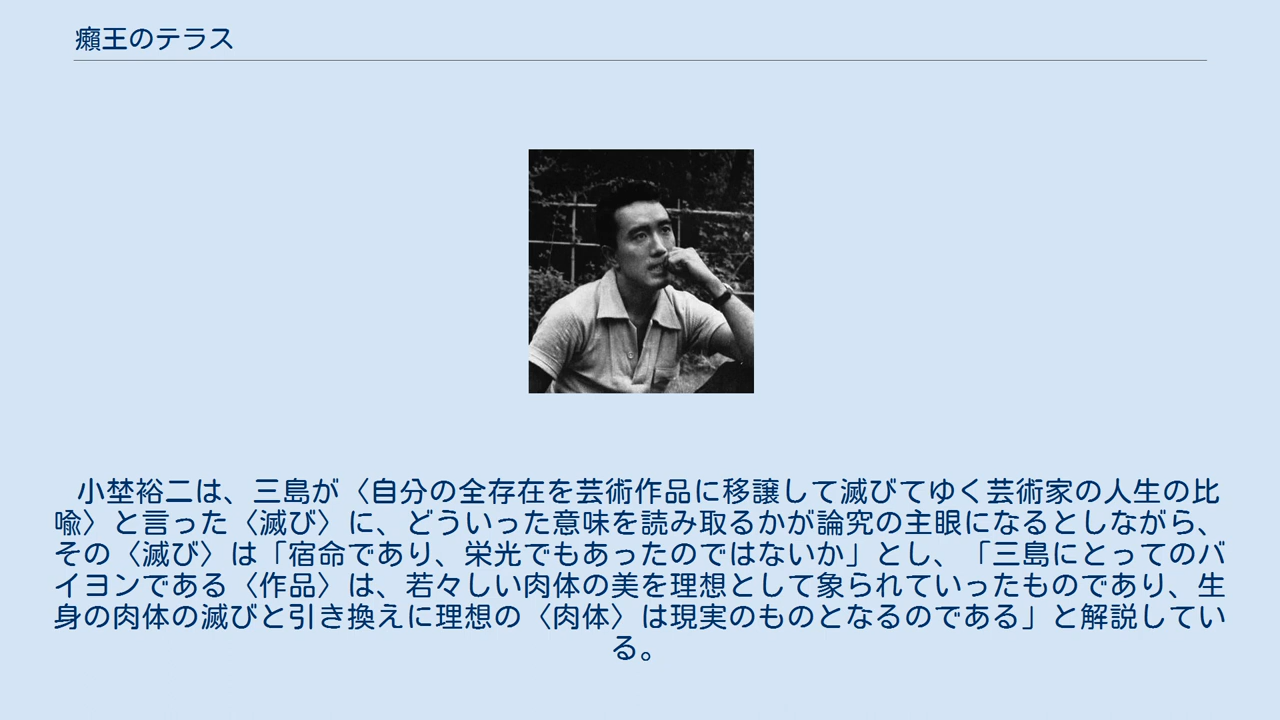 癩王のテラス
小埜裕二は、三島が〈自分の全存在を芸術作品に移譲して滅びてゆく芸術家の人生の比
喩〉と言った〈滅び〉に、どういった意味を読み取るかが論究の主眼になるとしながら、
その〈滅び〉は「宿命であり、栄光でもあったのではないか」とし、「三島にとってのバ
イヨンである〈作品〉は、若々しい肉体の美を理想として象られていったものであり、生
身の肉体の滅びと引き換えに理想の〈肉体〉は現実のものとなるのである」と解説してい
る。